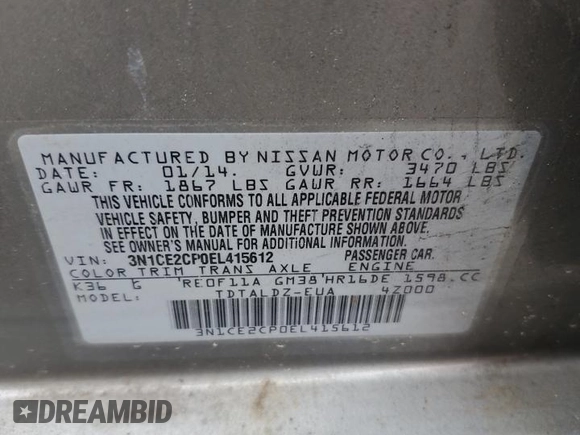 MANUFACTURED BY NISSAN MOTOR CO., LTD.
DATE: 01/14. GVWR: 3470 LBS
GAWR FR: 1867 LBS GAWR RR: 1664 LBS
THIS VEHICLE CONFORMS TO ALL APPLICABLE FEDERAL MOTOR
VEHICLE SAFETY, BUMPER AND THEFT PREVENTION STANDARDS
IN EFFECT ON THE DATE OF MANUFACTURE SHOWN ABOVE.
SEE OWNER'S MANUAL FOR ADDITIONAL INFORMATION.
VIN: 3N1CE2CP0EL415612 PASSENGER CAR.
COLOR TRIM TRANS AXLE ENGINE
K36 G 'RE0F11A GM38'HR16DE 1598.CC
MODEL: TDTALDZ-EUA 4Z000
3N1CE2CP0EL415612
DREAMBID